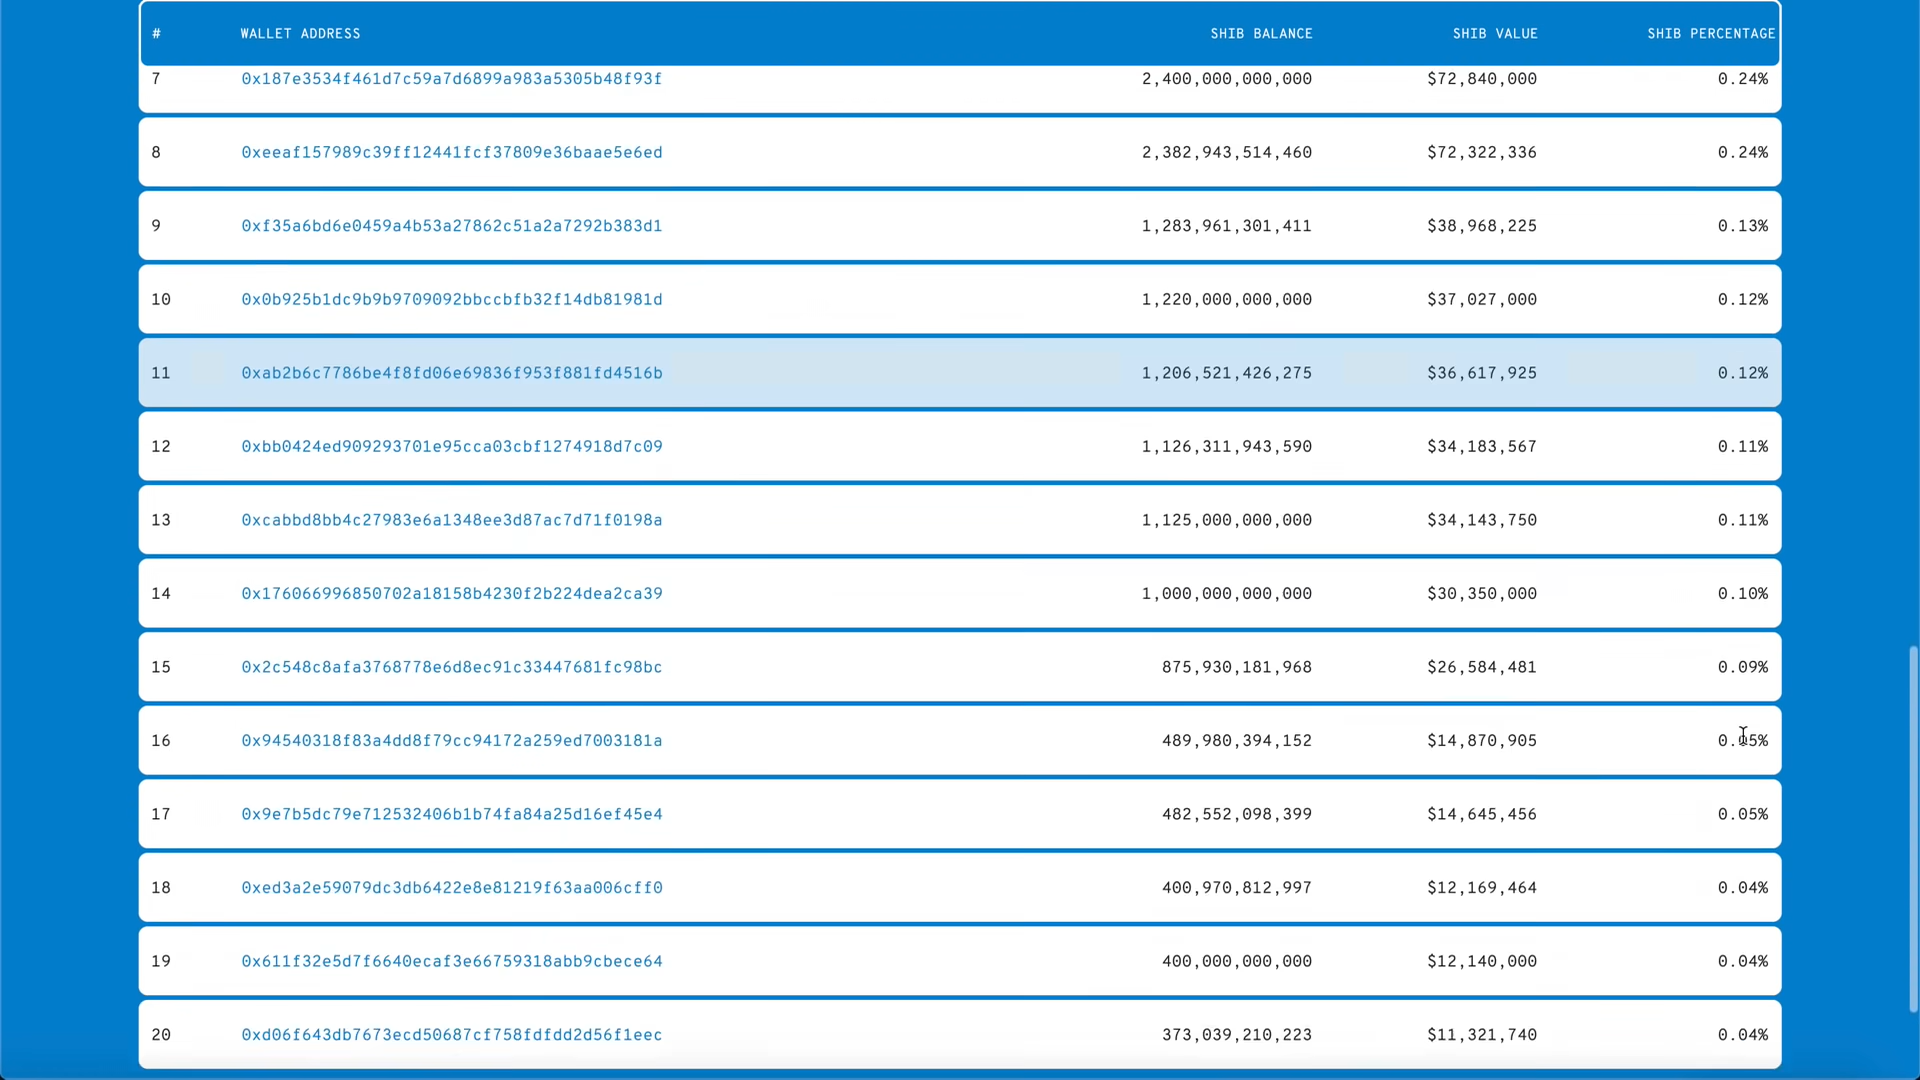 # WALLET ADDRESS SHIB BALANCE SHIB VALUE SHIB PERCENTAGE
7 0x187e3534f461d7c59a7d6899a983a5305b48f93f 2,400,000,000,000 $72,840,000 0.24%
8 0xeeaf157989c39ff12441fcf37809e36baae5e6ed 2,382,943,514,460 $72,322,336 0.24%
9 0xf35a6bd6e0459a4b53a27862c51a2a7292b383d1 1,283,961,301,411 $38,968,225 0.13%
10 0x0b925b1dc9b9b9709092bbccbfb32f14db81981d 1,220,000,000,000 $37,027,000 0.12%
11 0xab2b6c7786be4f8fd06e69836f953f881fd4516b 1,206,521,426,275 $36,617,925 0.12%
12 0xbb0424ed909293701e95cca03cbf1274918d7c09 1,126,311,943,590 $34,183,567 0.11%
13 0xcabbd8bb4c27983e6a1348ee3d87ac7d71f0198a 1,125,000,000,000 $34,143,750 0.11%
14 0x176066996850702a18158b4230f2b224dea2ca39 1,000,000,000,000 $30,350,000 0.10%
15 0x2c548c8afa3768778e6d8ec91c33447681fc98bc 875,930,181,968 $26,584,481 0.09%
16 0x94540318f83a4dd8f79cc94172a259ed7003181a 489,980,394,152 $14,870,905 0.05%
17 0x9e7b5dc79e712532406b1b74fa84a25d16ef45e4 482,552,098,399 $14,645,456 0.05%
18 0xed3a2e59079dc3db6422e8e81219f63aa006cff0 400,970,812,997 $12,169,464 0.04%
19 0x611f32e5d7f6640ecaf3e66759318abb9cbece64 400,000,000,000 $12,140,000 0.04%
20 0xd06f643db7673ecd50687cf758fdfdd2d56f1eec 373,039,210,223 $11,321,740 0.04%